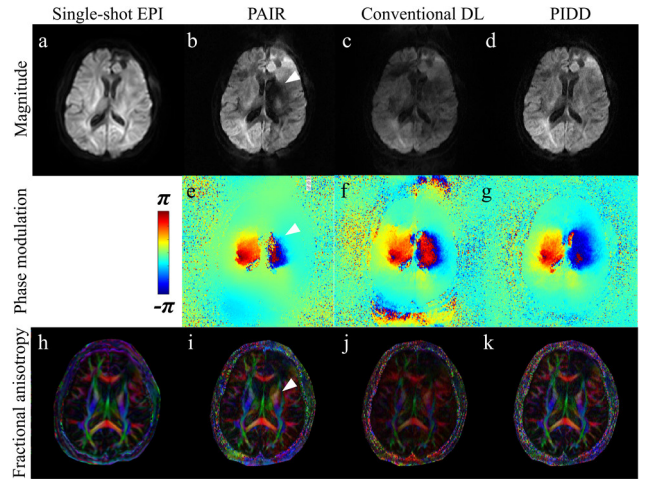 Single-shot EPI PAIR Conventional DL PIDD
Magnitude
a b c d
Phase modulation
π
-π
e f g
Fractional anisotropy
h i j k